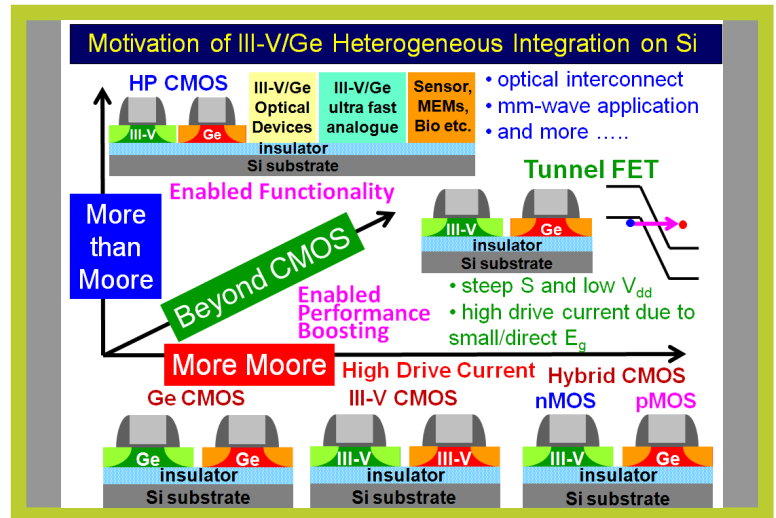 Motivation of III-V/Ge Heterogeneous Integration on Si
HP CMOS
III-V
Ge
III-V/Ge
Optical
Devices
III-V/Ge
ultra fast
analogue
Sensor,
MEMs,
Bio etc.
insulator
Si substrate
• optical interconnect
• mm-wave application
• and more .....
Enabled Functionality
More
than
Moore
Beyond CMOS
Tunnel FET
III-V
Ge
insulator
Si substrate
• steep S and low Vdd
• high drive current due to
small/direct Eg
Enabled
Performance
Boosting
More Moore
High Drive Current
Ge CMOS
Ge
Ge
insulator
Si substrate
III-V CMOS
III-V
III-V
insulator
Si substrate
Hybrid CMOS
nMOS
pMOS
III-V
Ge
insulator
Si substrate